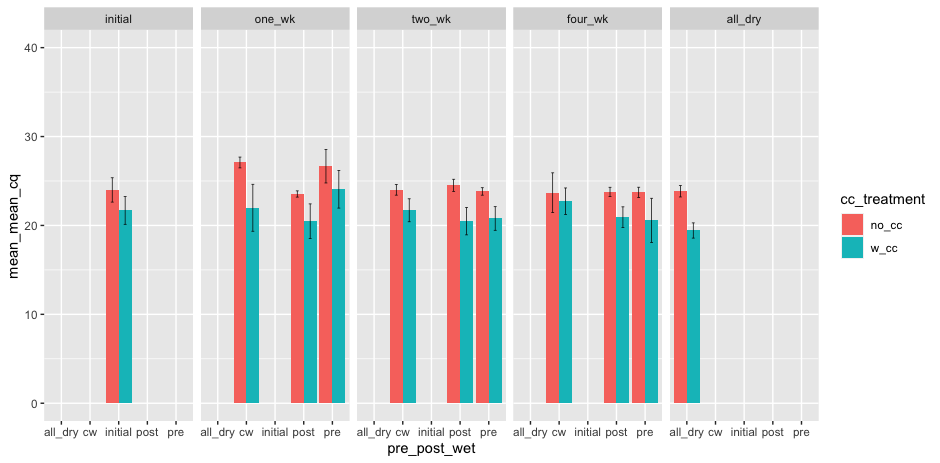 initial one_wk two_wk four_wk all_dry
40
30
20
10
0
mean_mean_cq
all_dry cw initial post pre all_dry cw initial post pre all_dry cw initial post pre all_dry cw initial post pre all_dry cw initial post pre
pre_post_wet
cc_treatment
no_cc
w_cc